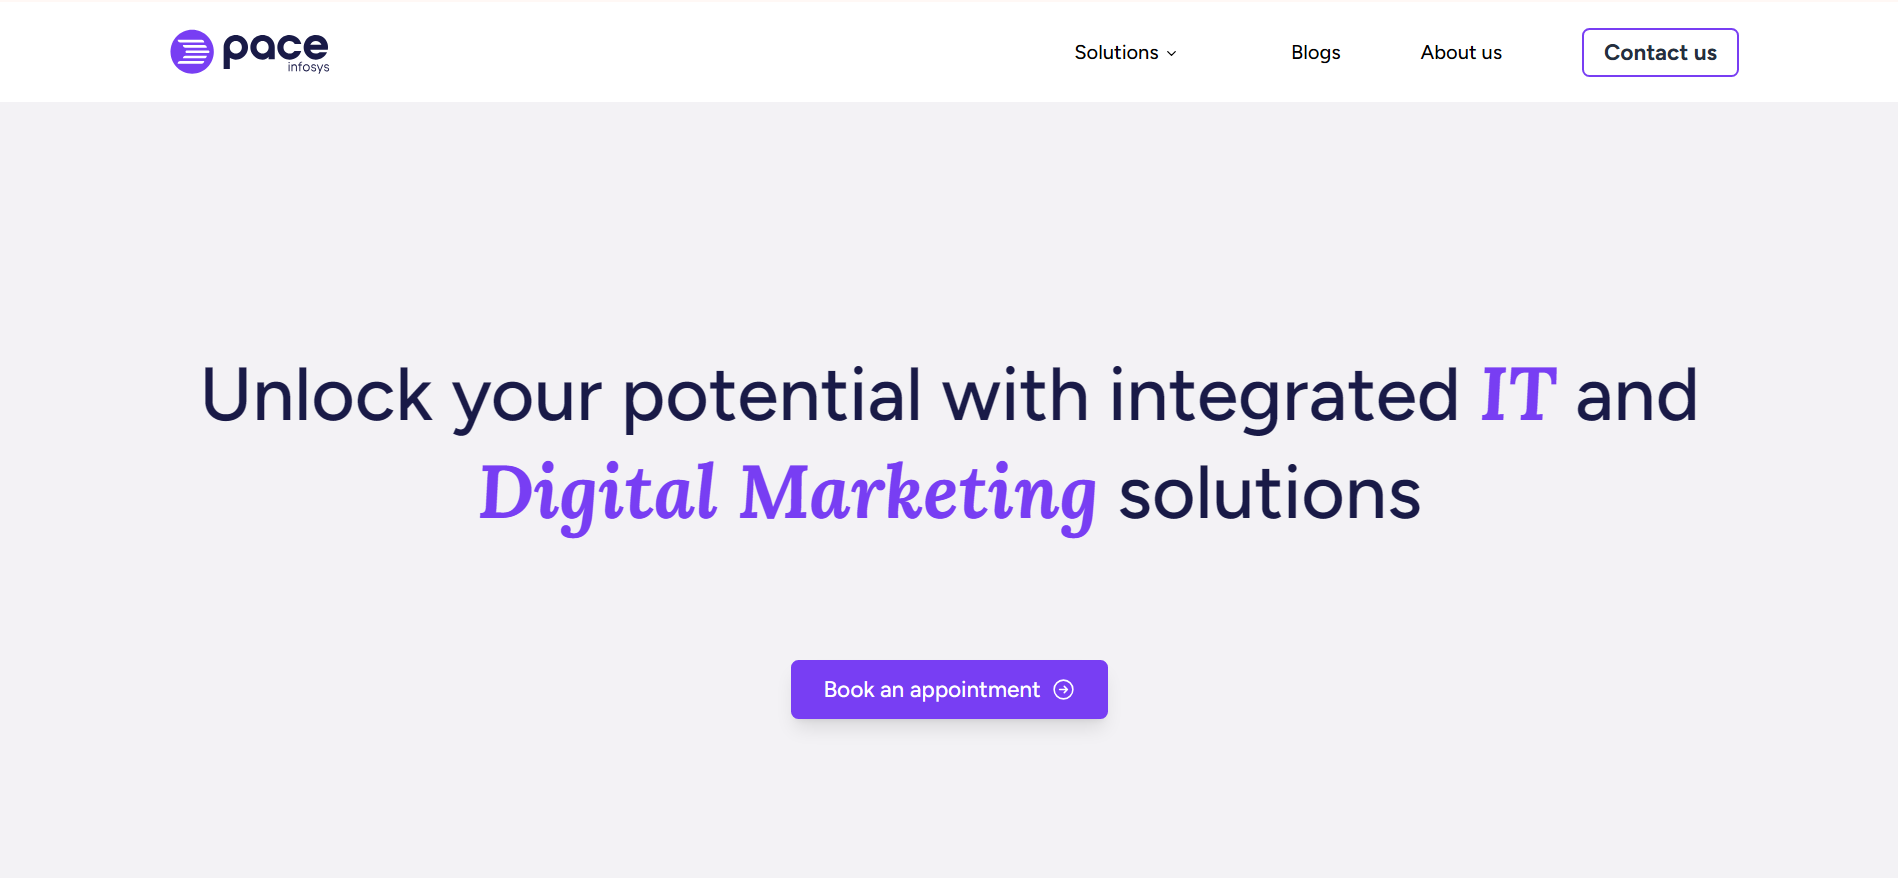 pace
infosys
Solutions
Blogs
About us
Contact us
Unlock your potential with integrated IT and
Digital Marketing solutions
Book an appointment